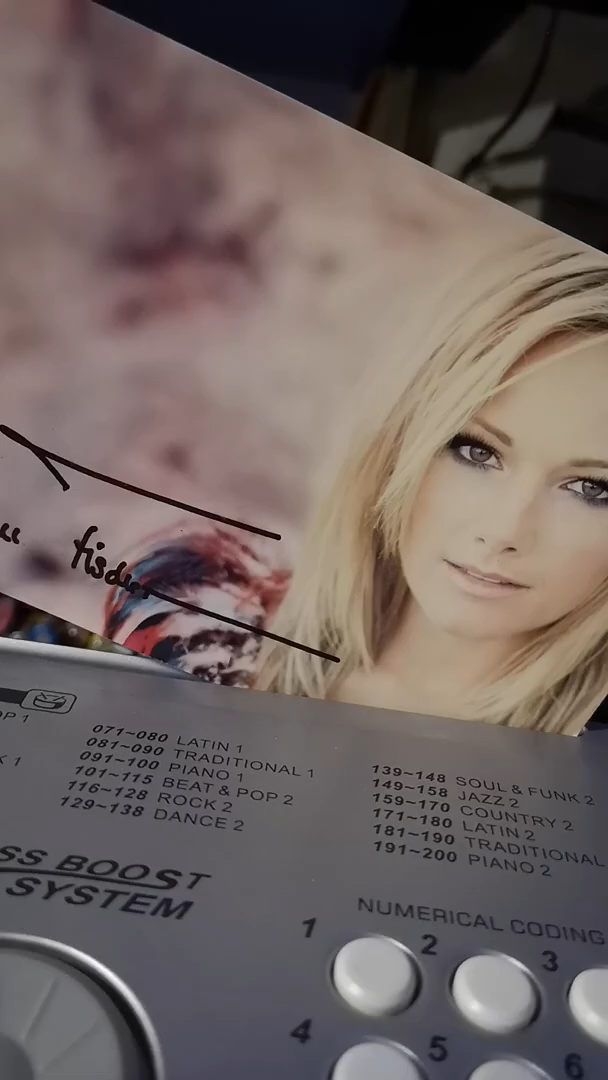 fischer
OP 1
K 1
071~080 LATIN 1
081~090 TRADITIONAL 1
091~100 PIANO 1
101~115 BEAT & POP 2
116~128 ROCK 2
129~138 DANCE 2
139~148 SOUL & FUNK 2
149~158 JAZZ 2
159~170 COUNTRY 2
171~180 LATIN 2
181~190 TRADITIONAL
191~200 PIANO 2
SS BOOST
SYSTEM
NUMERICAL CODING
1 2 3
4 5 6